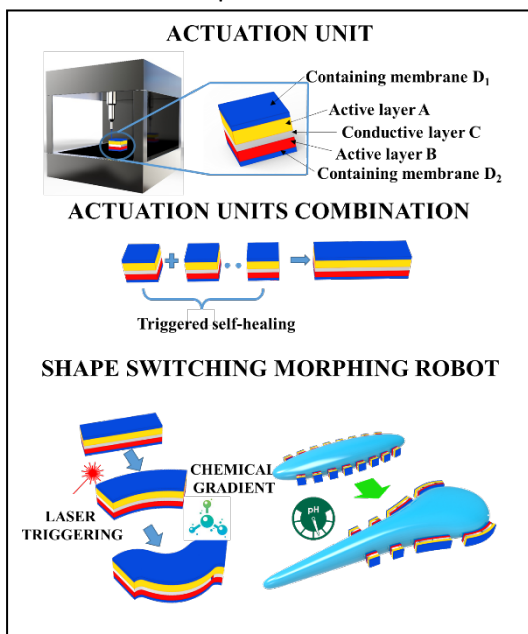 ACTUATION UNIT
Containing membrane D₁
Active layer A
Conductive layer C
Active layer B
Containing membrane D₂
ACTUATION UNITS COMBINATION
Triggered self-healing
SHAPE SWITCHING MORPHING ROBOT
CHEMICAL
GRADIENT
LASER
TRIGGERING
pH